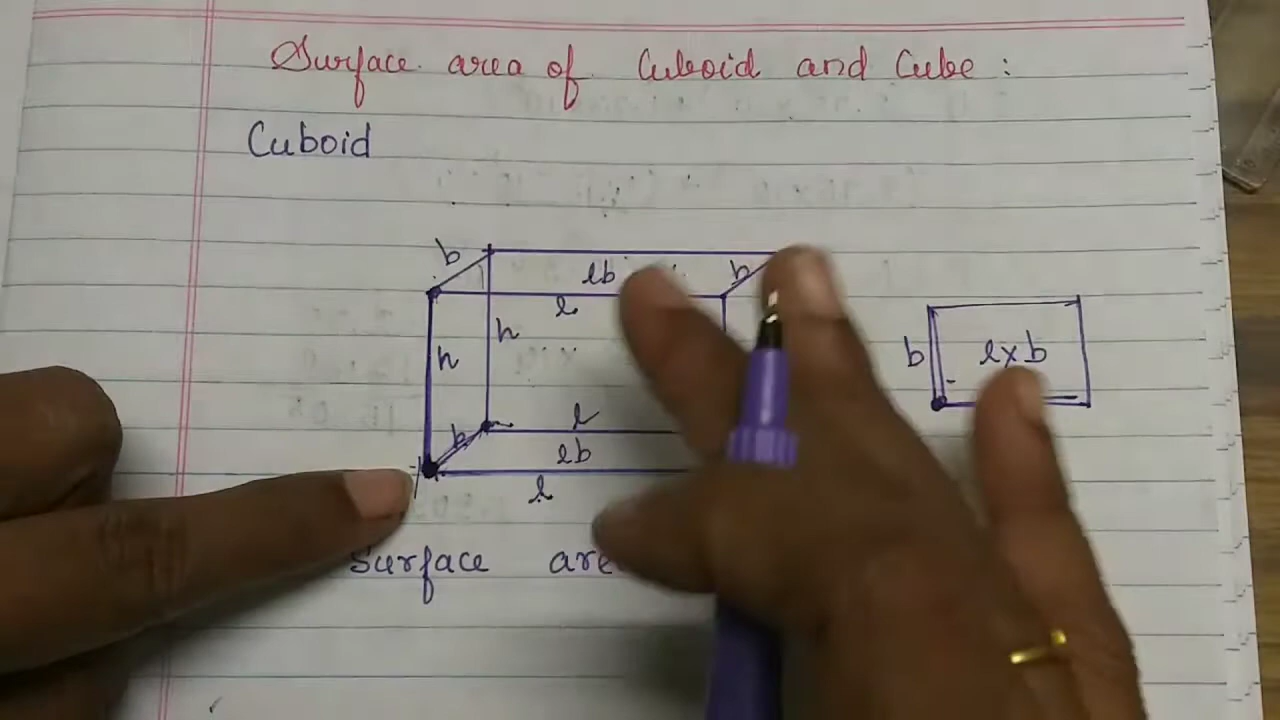 Surface area of Cuboid and Cube :
Cuboid
b
lb
b
l
h
h
b
l × b
l
b
lb
l
Surface are